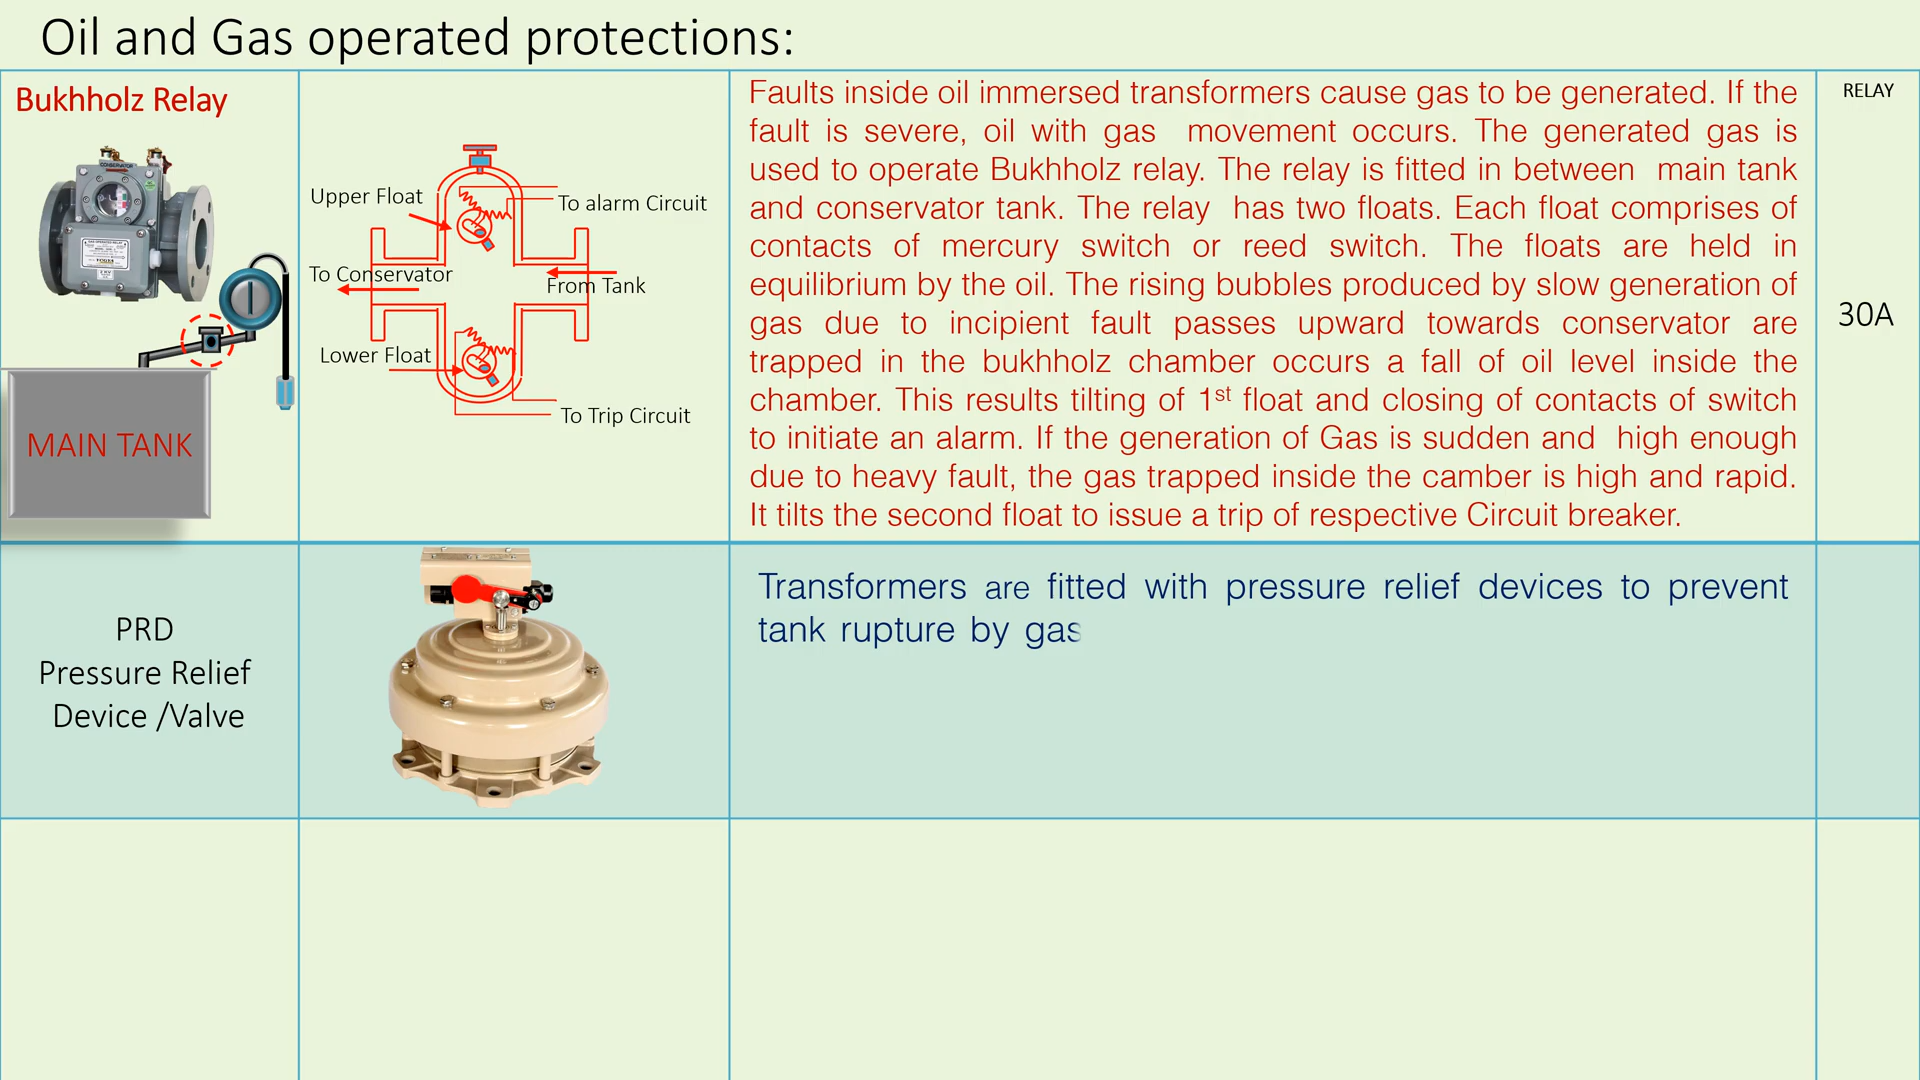 Oil and Gas operated protections:
Bukhholz Relay
CONSERVATOR
MAIN TANK
Upper Float
To alarm Circuit
To Conservator
From Tank
Lower Float
To Trip Circuit
Faults inside oil immersed transformers cause gas to be generated. If the
fault is severe, oil with gas movement occurs. The generated gas is
used to operate Bukhholz relay. The relay is fitted in between main tank
and conservator tank. The relay has two floats. Each float comprises of
contacts of mercury switch or reed switch. The floats are held in
equilibrium by the oil. The rising bubbles produced by slow generation of
gas due to incipient fault passes upward towards conservator are
trapped in the bukhholz chamber occurs a fall of oil level inside the
chamber. This results tilting of 1st float and closing of contacts of switch
to initiate an alarm. If the generation of Gas is sudden and high enough
due to heavy fault, the gas trapped inside the camber is high and rapid.
It tilts the second float to issue a trip of respective Circuit breaker.
RELAY
30A
PRD
Pressure Relief
Device /Valve
Transformers are fitted with pressure relief devices to prevent
tank rupture by gas